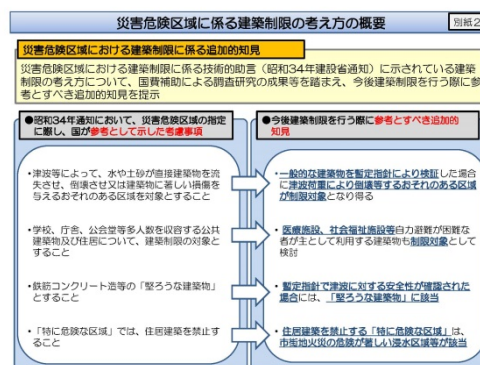 災害危険区域に係る建築制限の考え方の概要
別紙2
災害危険区域における建築制限に係る追加的知見
災害危険区域に係る建築制限に係る技術的助言（昭和34年建設省通知）に示されている建築
制限の考え方について、国費補助による調査研究の成果等を踏まえ、今後建築制限を行う際に参
考とすべき追加的知見を提示
●昭和34年通知において、災害危険区域の指定
に際し、国が参考として示した考慮事項
・津波等によって、水や土砂が直接建築物を流
失させ、倒壊させ又は建築物に著しい損傷を
与えるおそれのある区域を対象とすること
・学校、庁舎、公会堂等多人数を収容する公共
建築物及び住居について、建築制限の対象と
すること
・鉄筋コンクリート造等の「堅ろうな建築物」
とすること
・「特に危険な区域」では、住居建築を禁止す
ること
●今後建築制限を行う際に参考とすべき追加的
知見
・一般的な建築物を暫定指針により検証した場合
に津波荷重により倒壊等するおそれのある区域
が制限対象となり得る
・医療施設、社会福祉施設等自力避難が困難な
者が主として利用する建築物も制限対象として
検討
・暫定指針で津波に対する安全性が確認された
場合には、「堅ろうな建築物」に該当
・住居建築を禁止する「特に危険な区域」は、
市街地火災の危険が著しい浸水区域等が該当